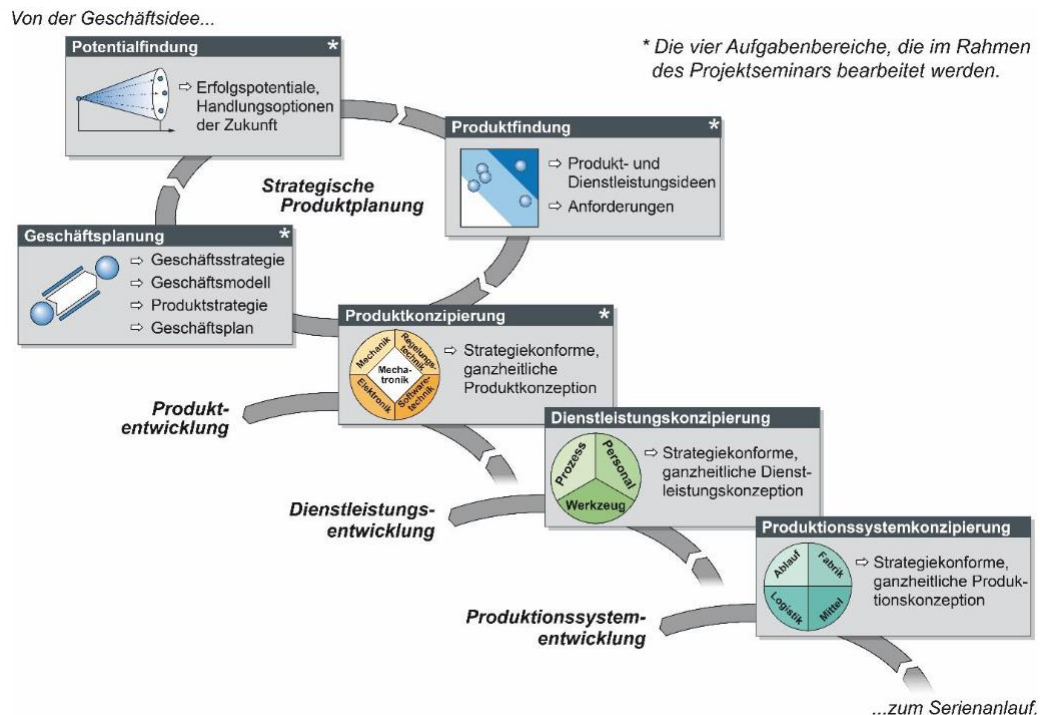 Von der Geschäftsidee...
Potentialfindung *
⇨ Erfolgspotentiale,
Handlungsoptionen
der Zukunft
* Die vier Aufgabenbereiche, die im Rahmen
des Projektseminars bearbeitet werden.
Produktfindung *
⇨ Produkt- und
Dienstleistungsideen
⇨ Anforderungen
Strategische
Produktplanung
Geschäftsplanung *
⇨ Geschäftsstrategie
⇨ Geschäftsmodell
⇨ Produktstrategie
⇨ Geschäftsplan
Produktkonzipierung *
Mechanik
Regelungs-
technik
Mecha-
tronik
Elektronik
Software-
technik
⇨ Strategiekonforme,
ganzheitliche
Produktkonzeption
Produkt-
entwicklung
Dienstleistungskonzipierung
Prozess
Personal
Werkzeug
⇨ Strategiekonforme,
ganzheitliche Dienst-
leistungskonzeption
Dienstleistungs-
entwicklung
Produktionssystemkonzipierung
Ablauf
Fabrik
Logistik
Mittel
⇨ Strategiekonforme,
ganzheitliche Produk-
tionskonzeption
Produktionssystem-
entwicklung
...zum Serienanlauf.